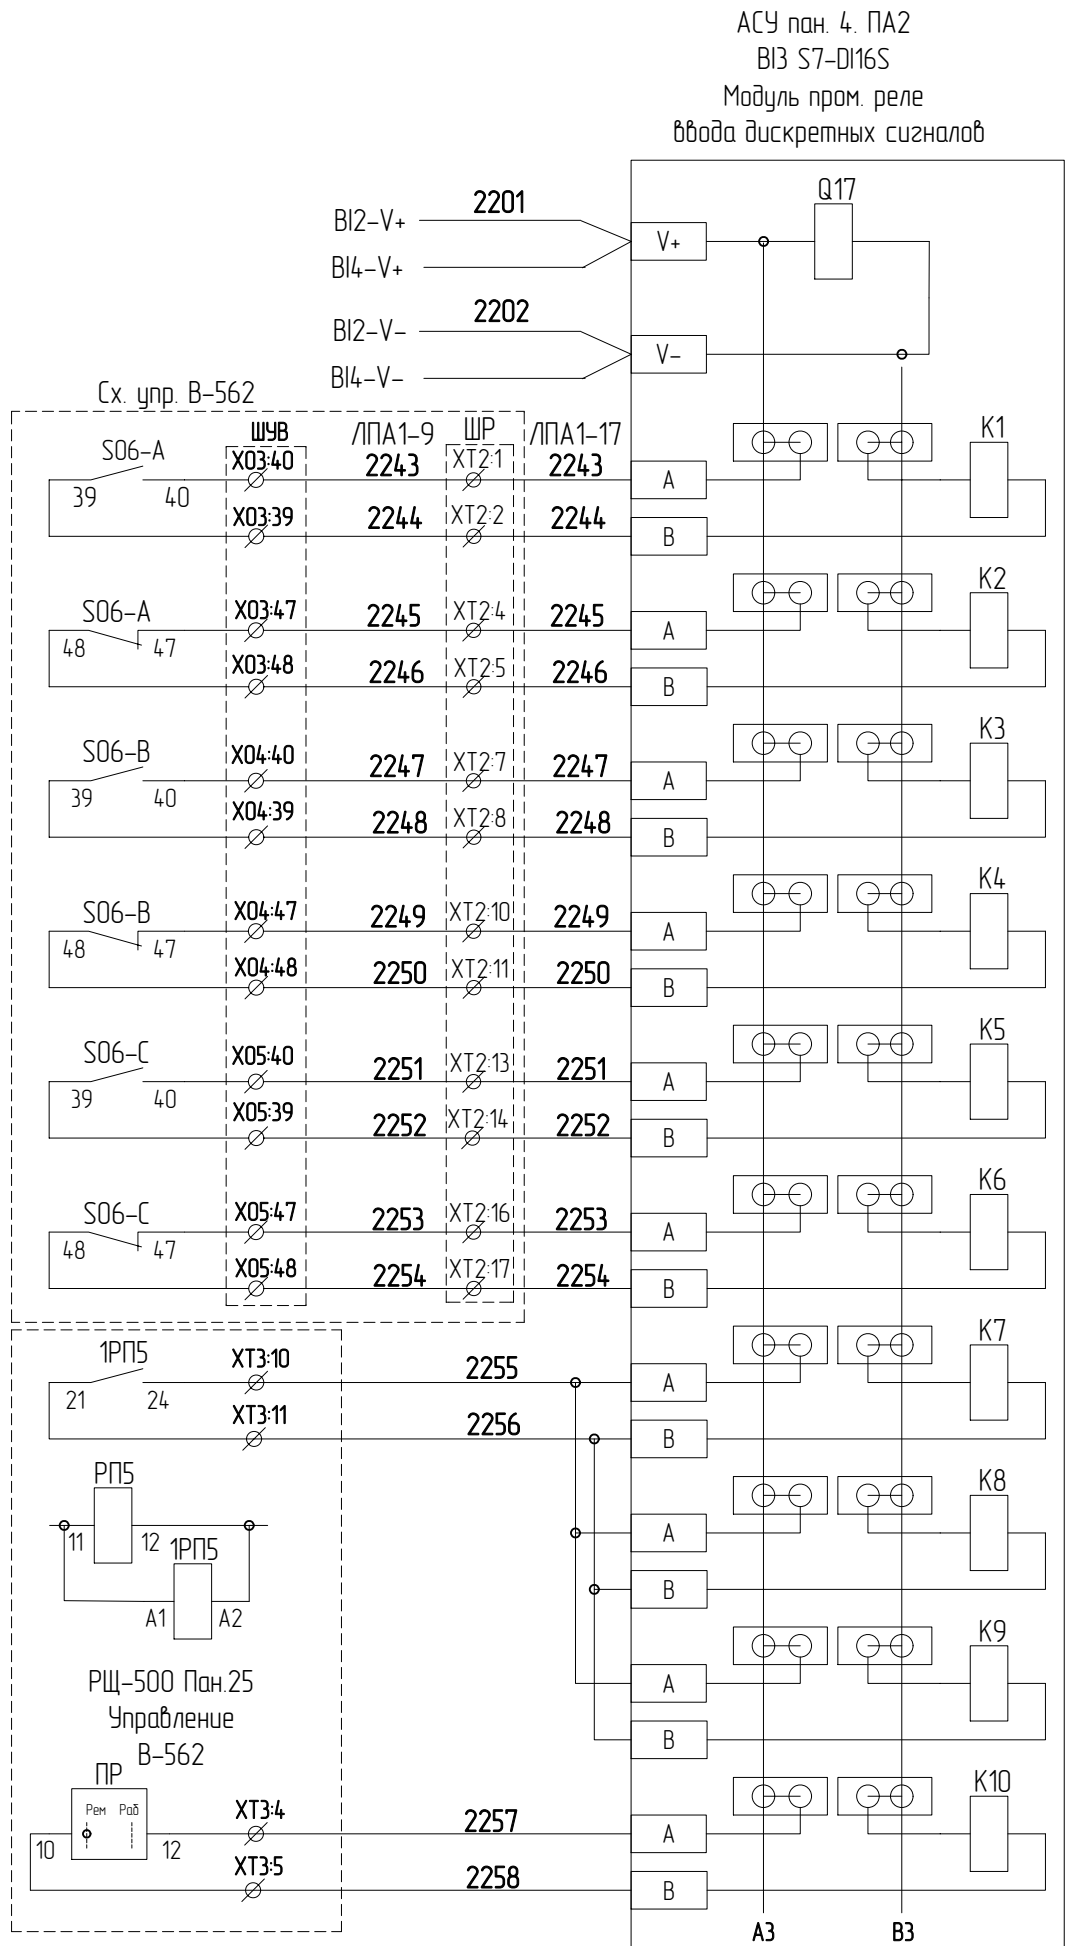 АСУ пан. 4. ПА2
BI3 S7-DI16S
Модуль пром. реле
ввода дискретных сигналов
Q17
2201
BI2-V+
V+
BI4-V+
2202
BI2-V-
V-
BI4-V-
Сх. упр. В-562
ШУВ
ЛПА1-9
ШР
ЛПА1-17
K1
S06-A
X03:40
2243
XT2:1
2243
A
39
40
X03:39
2244
XT2:2
2244
B
K2
S06-A
X03:47
2245
XT2:4
2245
A
48
47
X03:48
2246
XT2:5
2246
B
K3
S06-B
X04:40
2247
XT2:7
2247
A
39
40
X04:39
2248
XT2:8
2248
B
K4
S06-B
X04:47
2249
XT2:10
2249
A
48
47
X04:48
2250
XT2:11
2250
B
K5
S06-C
X05:40
2251
XT2:13
2251
A
39
40
X05:39
2252
XT2:14
2252
B
K6
S06-C
X05:47
2253
XT2:16
2253
A
48
47
X05:48
2254
XT2:17
2254
B
K7
1РП5
XT3:10
2255
A
21
24
XT3:11
2256
B
РП5
K8
11
12
A
1РП5
B
A1
A2
K9
РЩ-500 Пан.25
A
Управление
B
В-562
ПР
K10
Рем
Раб
XT3:4
2257
A
10
12
XT3:5
2258
B
A3
B3